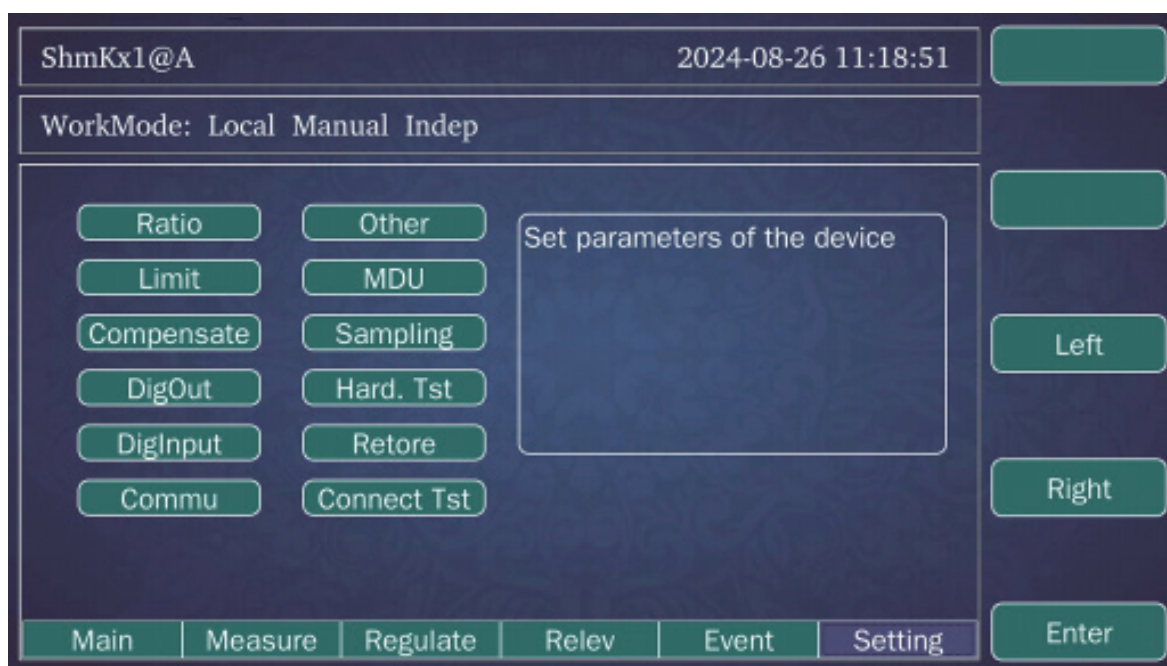 ShmKx1@A 2024-08-26 11:18:51
WorkMode: Local Manual Indep
Ratio Other
Limit MDU
Compensate Sampling
DigOut Hard. Tst
DigInput Retore
Commu Connect Tst
Set parameters of the device
Left
Right
Enter
Main Measure Regulate Relev Event Setting